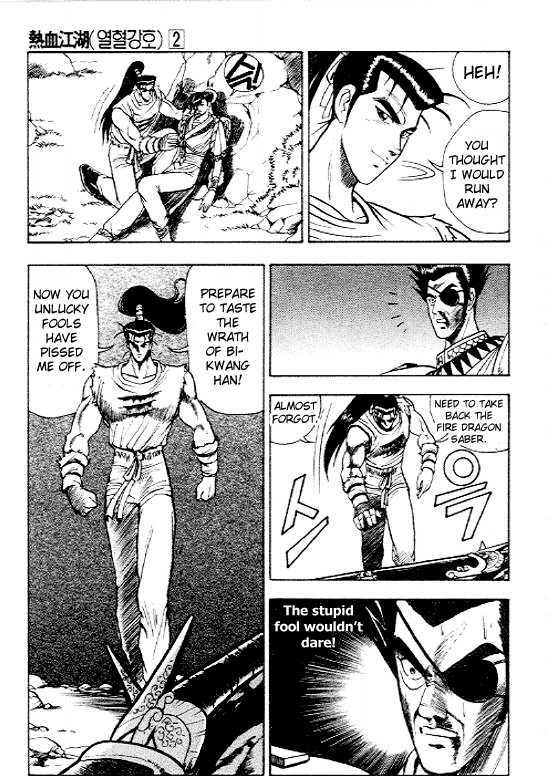 熱血江湖(열혈강호) 2
스!
HEH!
YOU
THOUGHT
I WOULD
RUN
AWAY?
NOW YOU
UNLUCKY
FOOLS
HAVE
PISSED
ME OFF.
PREPARE
TO TASTE
THE
WRATH
OF BI-
KWANG
HAN!
ALMOST
FORGOT.
NEED TO TAKE
BACK THE
FIRE DRAGON
SABER.
스
윽
The stupid
fool wouldn't
dare!